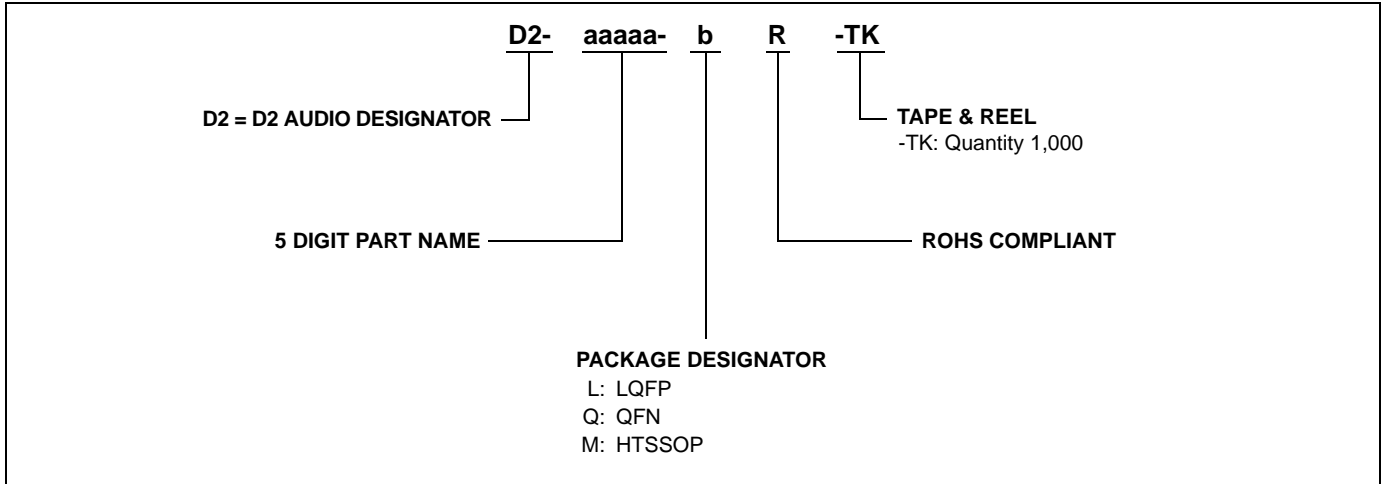 D2- aaaaa- b R -TK
D2 = D2 AUDIO DESIGNATOR
TAPE & REEL
-TK: Quantity 1,000
5 DIGIT PART NAME
ROHS COMPLIANT
PACKAGE DESIGNATOR
L: LQFP
Q: QFN
M: HTSSOP